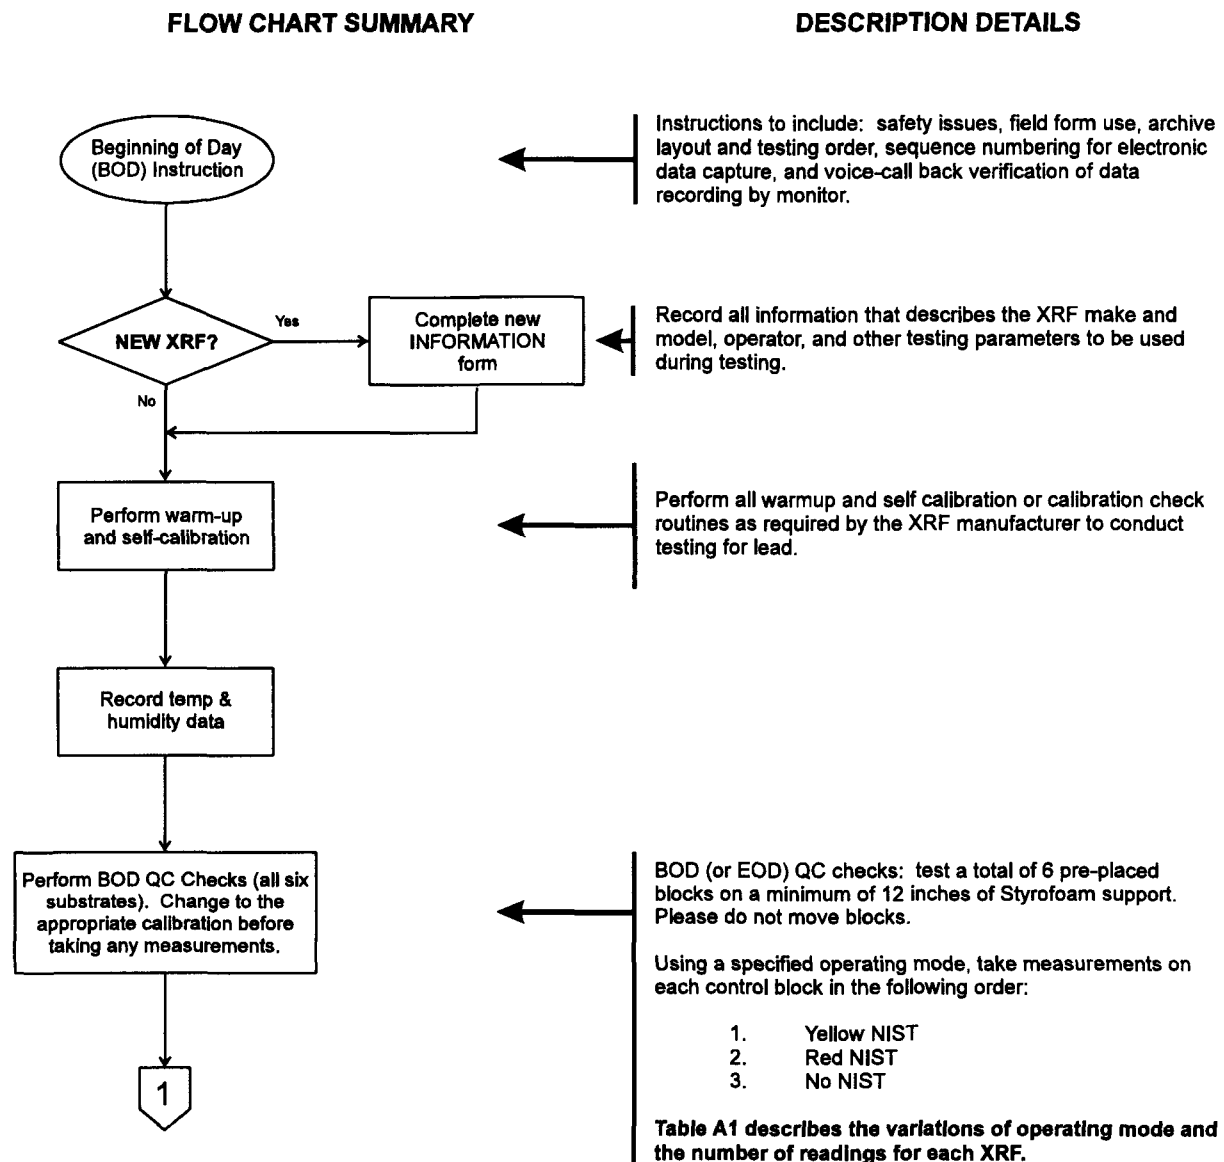 FLOW CHART SUMMARY
DESCRIPTION DETAILS
Beginning of Day
(BOD) Instruction
Instructions to include: safety issues, field form use, archive
layout and testing order, sequence numbering for electronic
data capture, and voice-call back verification of data
recording by monitor.
NEW XRF?
Yes
No
Complete new
INFORMATION
form
Record all information that describes the XRF make and
model, operator, and other testing parameters to be used
during testing.
Perform warm-up
and self-calibration
Perform all warmup and self calibration or calibration check
routines as required by the XRF manufacturer to conduct
testing for lead.
Record temp &
humidity data
Perform BOD QC Checks (all six
substrates). Change to the
appropriate calibration before
taking any measurements.
BOD (or EOD) QC checks: test a total of 6 pre-placed
blocks on a minimum of 12 inches of Styrofoam support.
Please do not move blocks.
Using a specified operating mode, take measurements on
each control block in the following order:
1. Yellow NIST
2. Red NIST
3. No NIST
Table A1 describes the variations of operating mode and
the number of readings for each XRF.
1